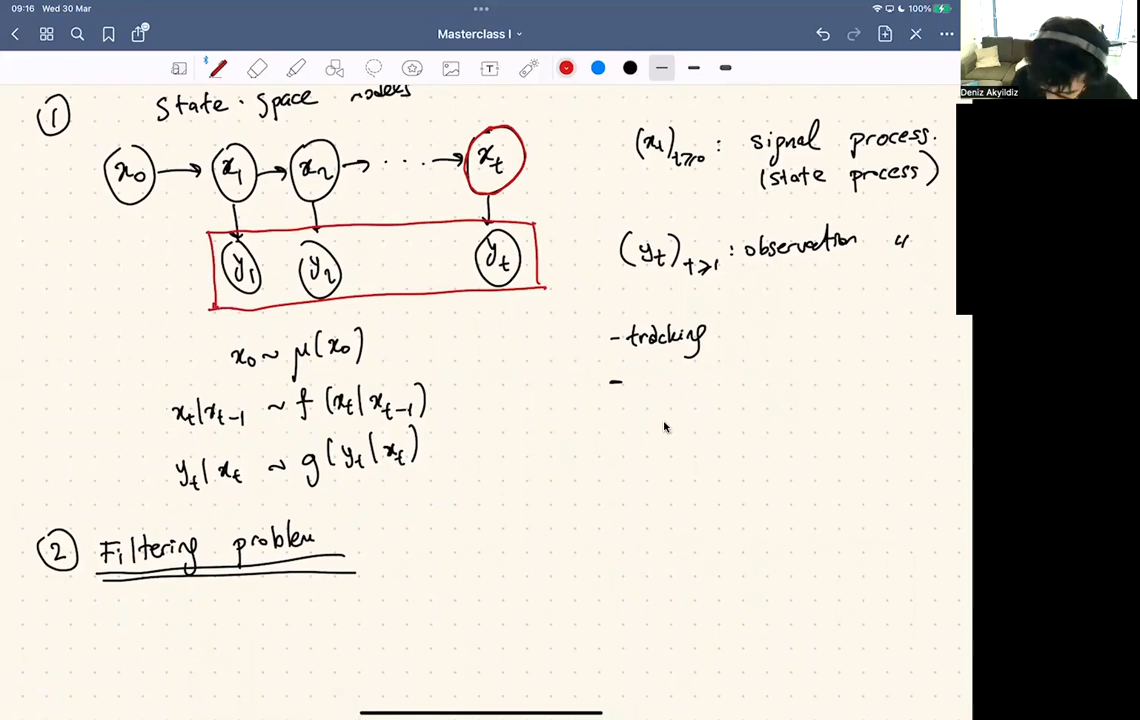 09:16 Wed 30 Mar
100%
Masterclass I
Deniz Akyildiz
① State-Space models
x₀ → x₁ → x₂ → ... → xₜ
y₁ y₂ yₜ
(xₜ)ₜ≥₀ : signal process.
(state process)
(yₜ)ₜ≥₁ : observation "
- tracking
-
x₀ ~ μ(x₀)
xₜ|xₜ₋₁ ~ f(xₜ|xₜ₋₁)
yₜ|xₜ ~ g(yₜ|xₜ)
② Filtering problem